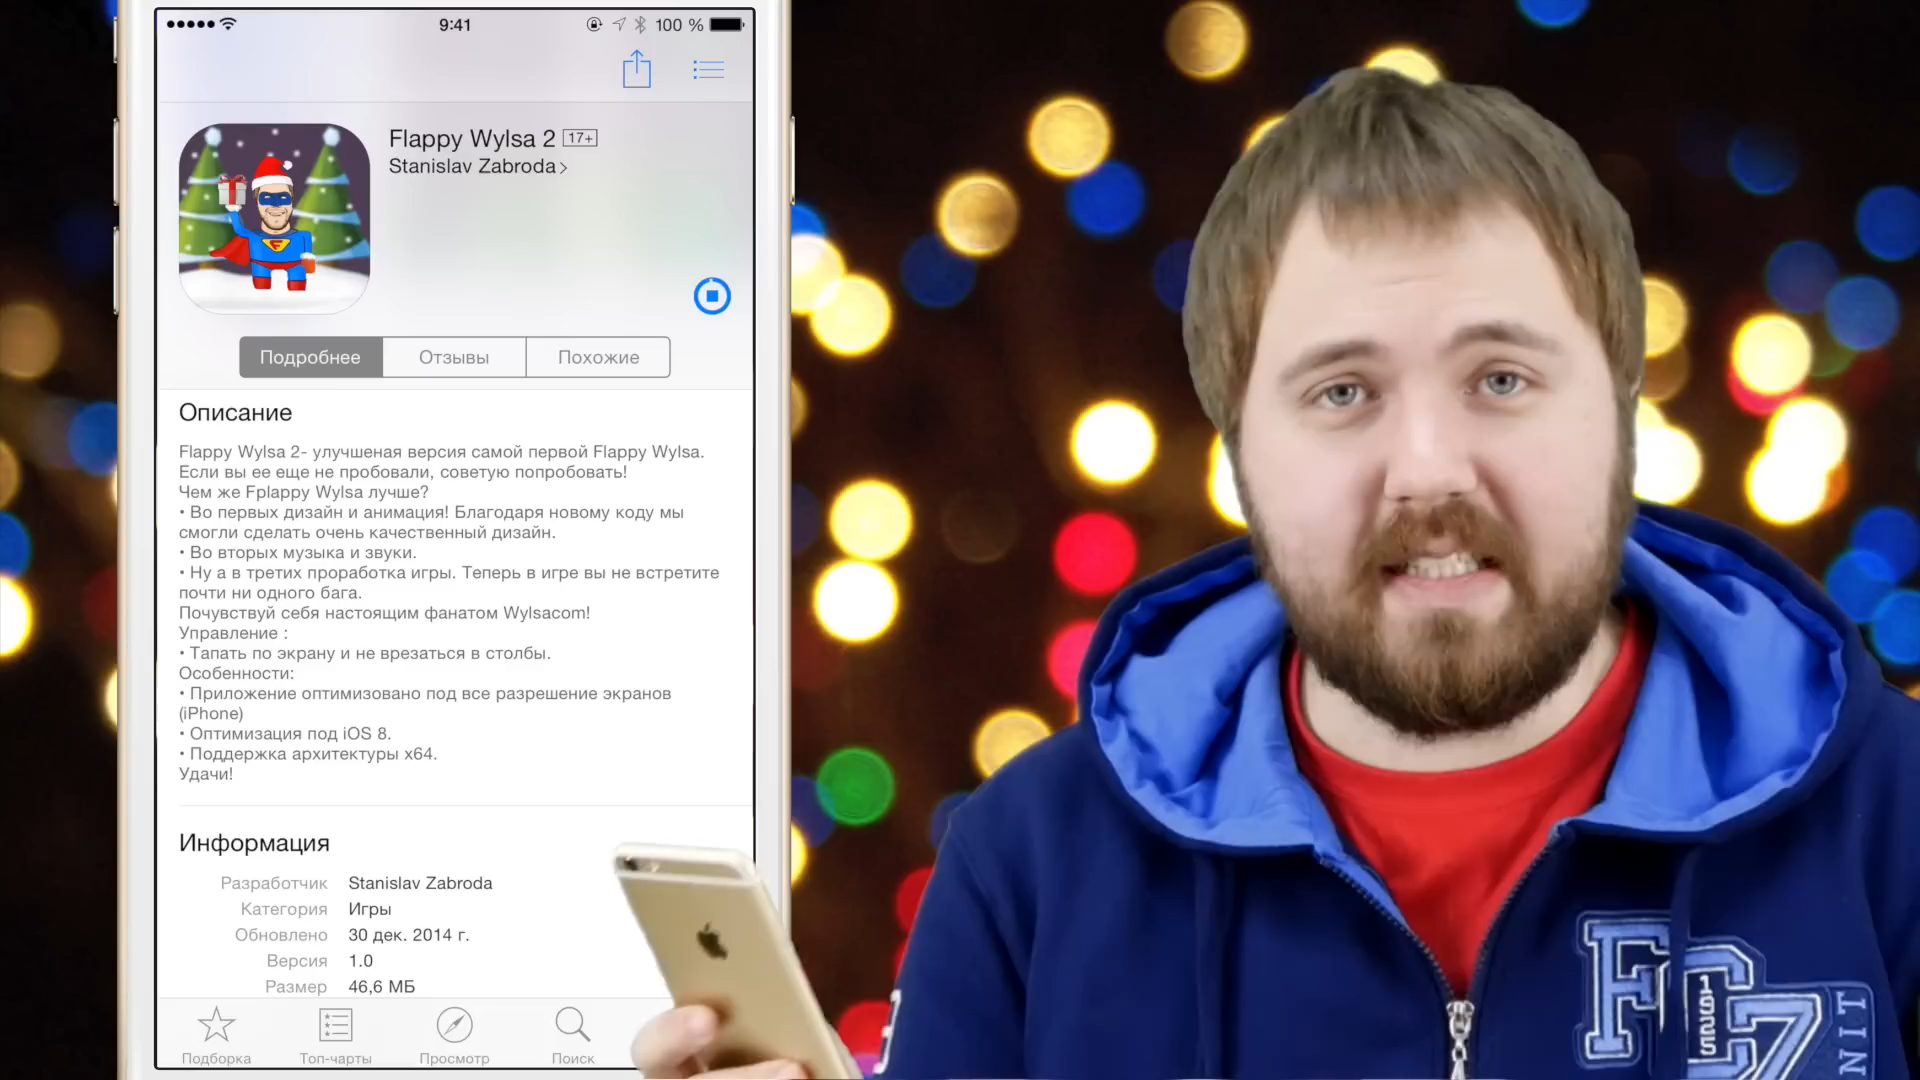 9:41
100 %
Flappy Wylsa 2 17+
Stanislav Zabroda >
F
Подробнее Отзывы Похожие
Описание
Flappy Wylsa 2- улучшеная версия самой первой Flappy Wylsa.
Если вы ее еще не пробовали, советую попробовать!
Чем же Fplappy Wylsa лучше?
• Во первых дизайн и анимация! Благодаря новому коду мы
смогли сделать очень качественный дизайн.
• Во вторых музыка и звуки.
• Ну а в третих проработка игры. Теперь в игре вы не встретите
почти ни одного бага.
Почувствуй себя настоящим фанатом Wylsacom!
Управление :
• Тапать по экрану и не врезаться в столбы.
Особенности:
• Приложение оптимизовано под все разрешение экранов
(iPhone)
• Оптимизация под iOS 8.
• Поддержка архитектуры x64.
Удачи!
Информация
Разработчик Stanislav Zabroda
Категория Игры
Обновлено 30 дек. 2014 г.
Версия 1.0
Размер 46,6 МБ
Подборка Топ-чарты Просмотр Поиск